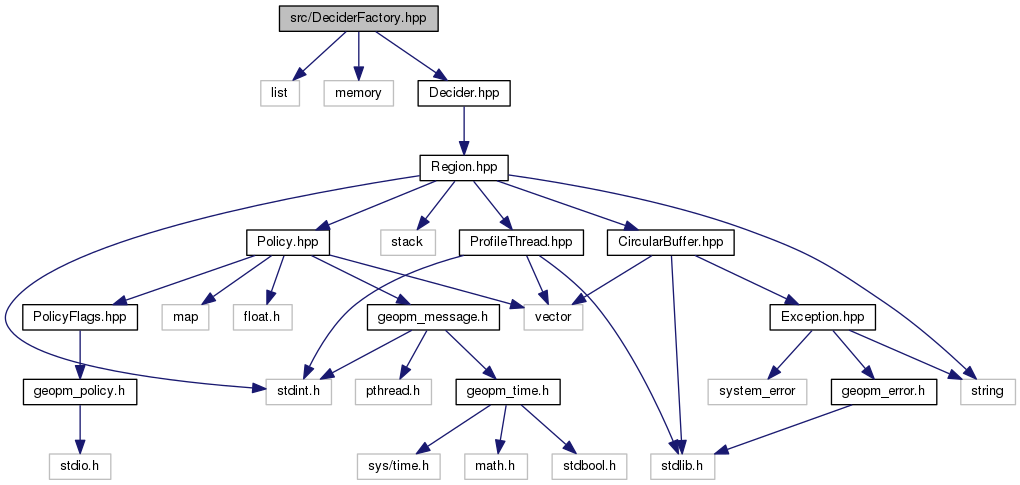 src/DeciderFactory.hpp
list
memory
Decider.hpp
Region.hpp
Policy.hpp
stack
ProfileThread.hpp
CircularBuffer.hpp
PolicyFlags.hpp
map
float.h
geopm_message.h
vector
Exception.hpp
geopm_policy.h
stdint.h
pthread.h
geopm_time.h
system_error
geopm_error.h
string
stdio.h
sys/time.h
math.h
stdbool.h
stdlib.h